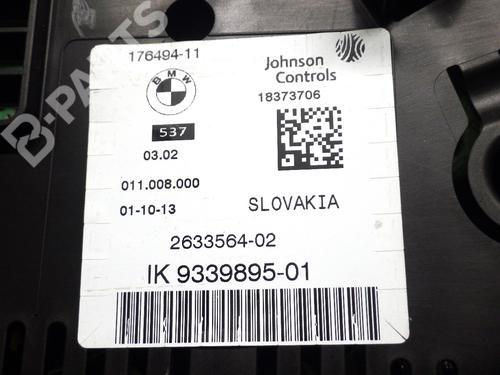 B-PARTS
176494-11
BMW
Johnson
Controls
18373706
537
03.02
011.008.000
01-10-13
SLOVAKIA
2633564-02
IK 9339895-01